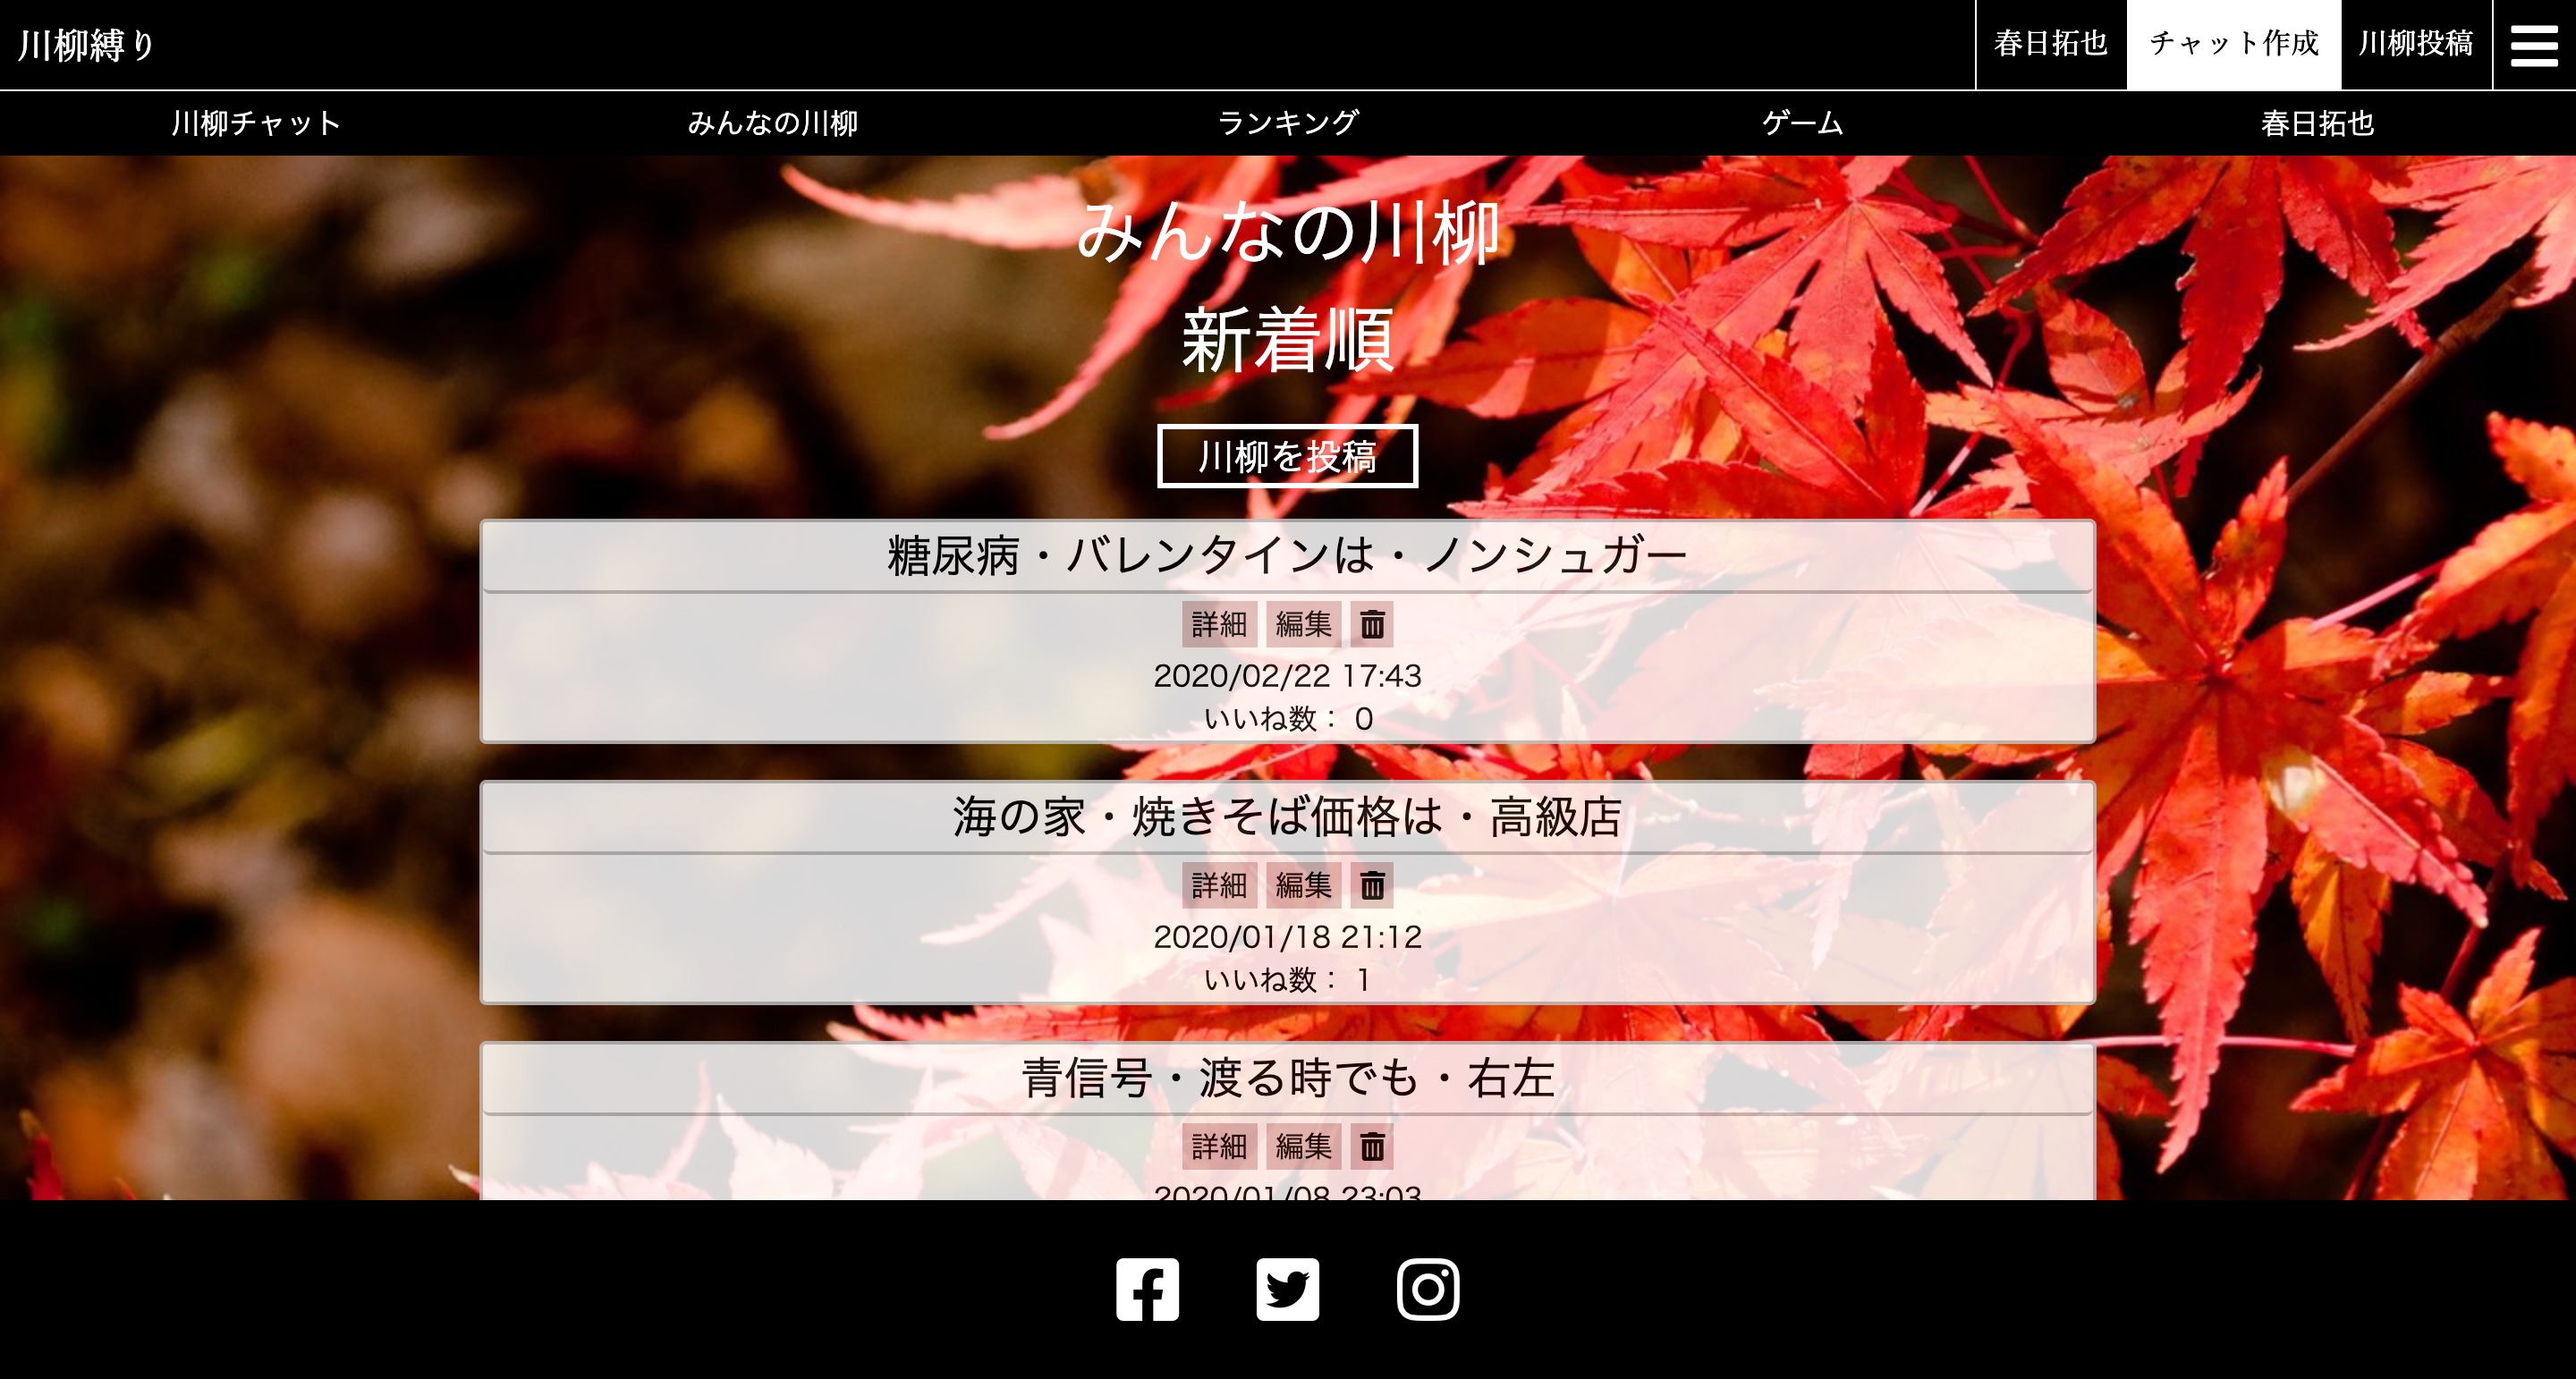 川柳縛り
春日拓也 チャット作成 川柳投稿
川柳チャット みんなの川柳 ランキング ゲーム 春日拓也
みんなの川柳
新着順
川柳を投稿
糖尿病・バレンタインは・ノンシュガー
詳細 編集
2020/02/22 17:43
いいね数： 0
海の家・焼きそば価格は・高級店
詳細 編集
2020/01/18 21:12
いいね数： 1
青信号・渡る時でも・右左
詳細 編集
2020/01/08 23:03